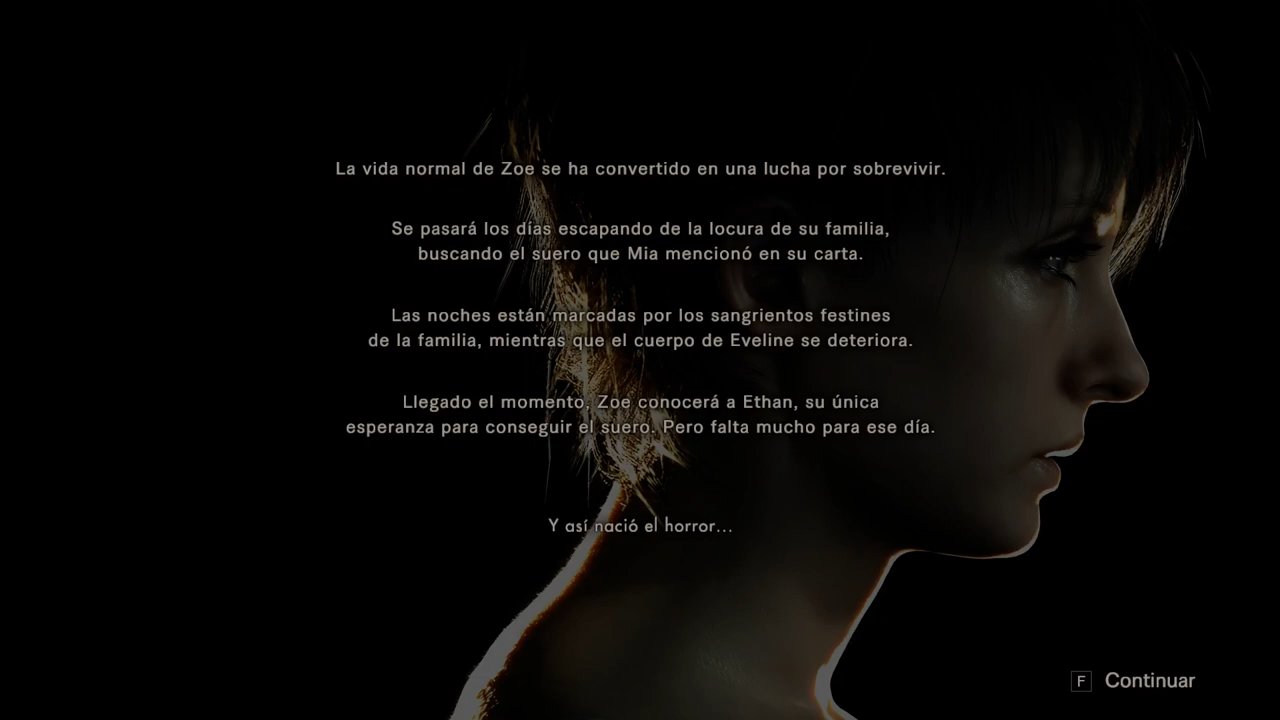 La vida normal de Zoe se ha convertido en una lucha por sobrevivir.
Se pasará los días escapando de la locura de su familia,
buscando el suero que Mia mencionó en su carta.
Las noches están marcadas por los sangrientos festines
de la familia, mientras que el cuerpo de Eveline se deteriora.
Llegado el momento, Zoe conocerá a Ethan, su única
esperanza para conseguir el suero. Pero falta mucho para ese día.
Y así nació el horror...
F Continuar